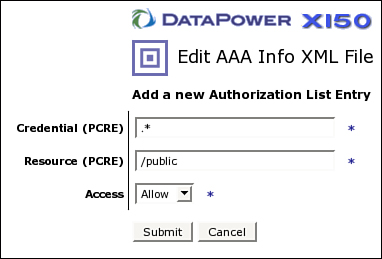 DATAPOWER XI50
Edit AAA Info XML File
Add a new Authorization List Entry
Credential (PCRE) .* *
Resource (PCRE) /public *
Access Allow *
Submit Cancel